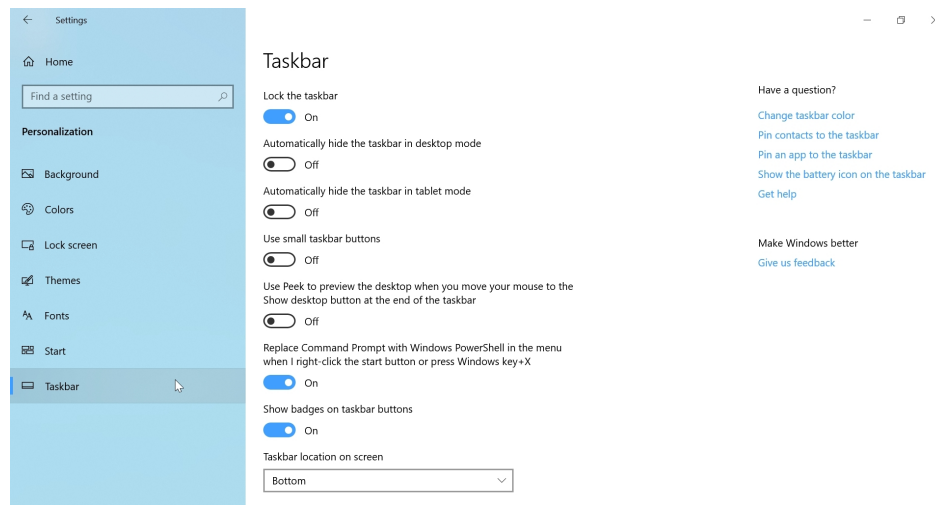 Settings
Home
Find a setting
Personalization
Background
Colors
Lock screen
Themes
Fonts
Start
Taskbar
Taskbar
Lock the taskbar
On
Automatically hide the taskbar in desktop mode
Off
Automatically hide the taskbar in tablet mode
Off
Use small taskbar buttons
Off
Use Peek to preview the desktop when you move your mouse to the
Show desktop button at the end of the taskbar
Off
Replace Command Prompt with Windows PowerShell in the menu
when I right-click the start button or press Windows key+X
On
Show badges on taskbar buttons
On
Taskbar location on screen
Bottom
Have a question?
Change taskbar color
Pin contacts to the taskbar
Pin an app to the taskbar
Show the battery icon on the taskbar
Get help
Make Windows better
Give us feedback